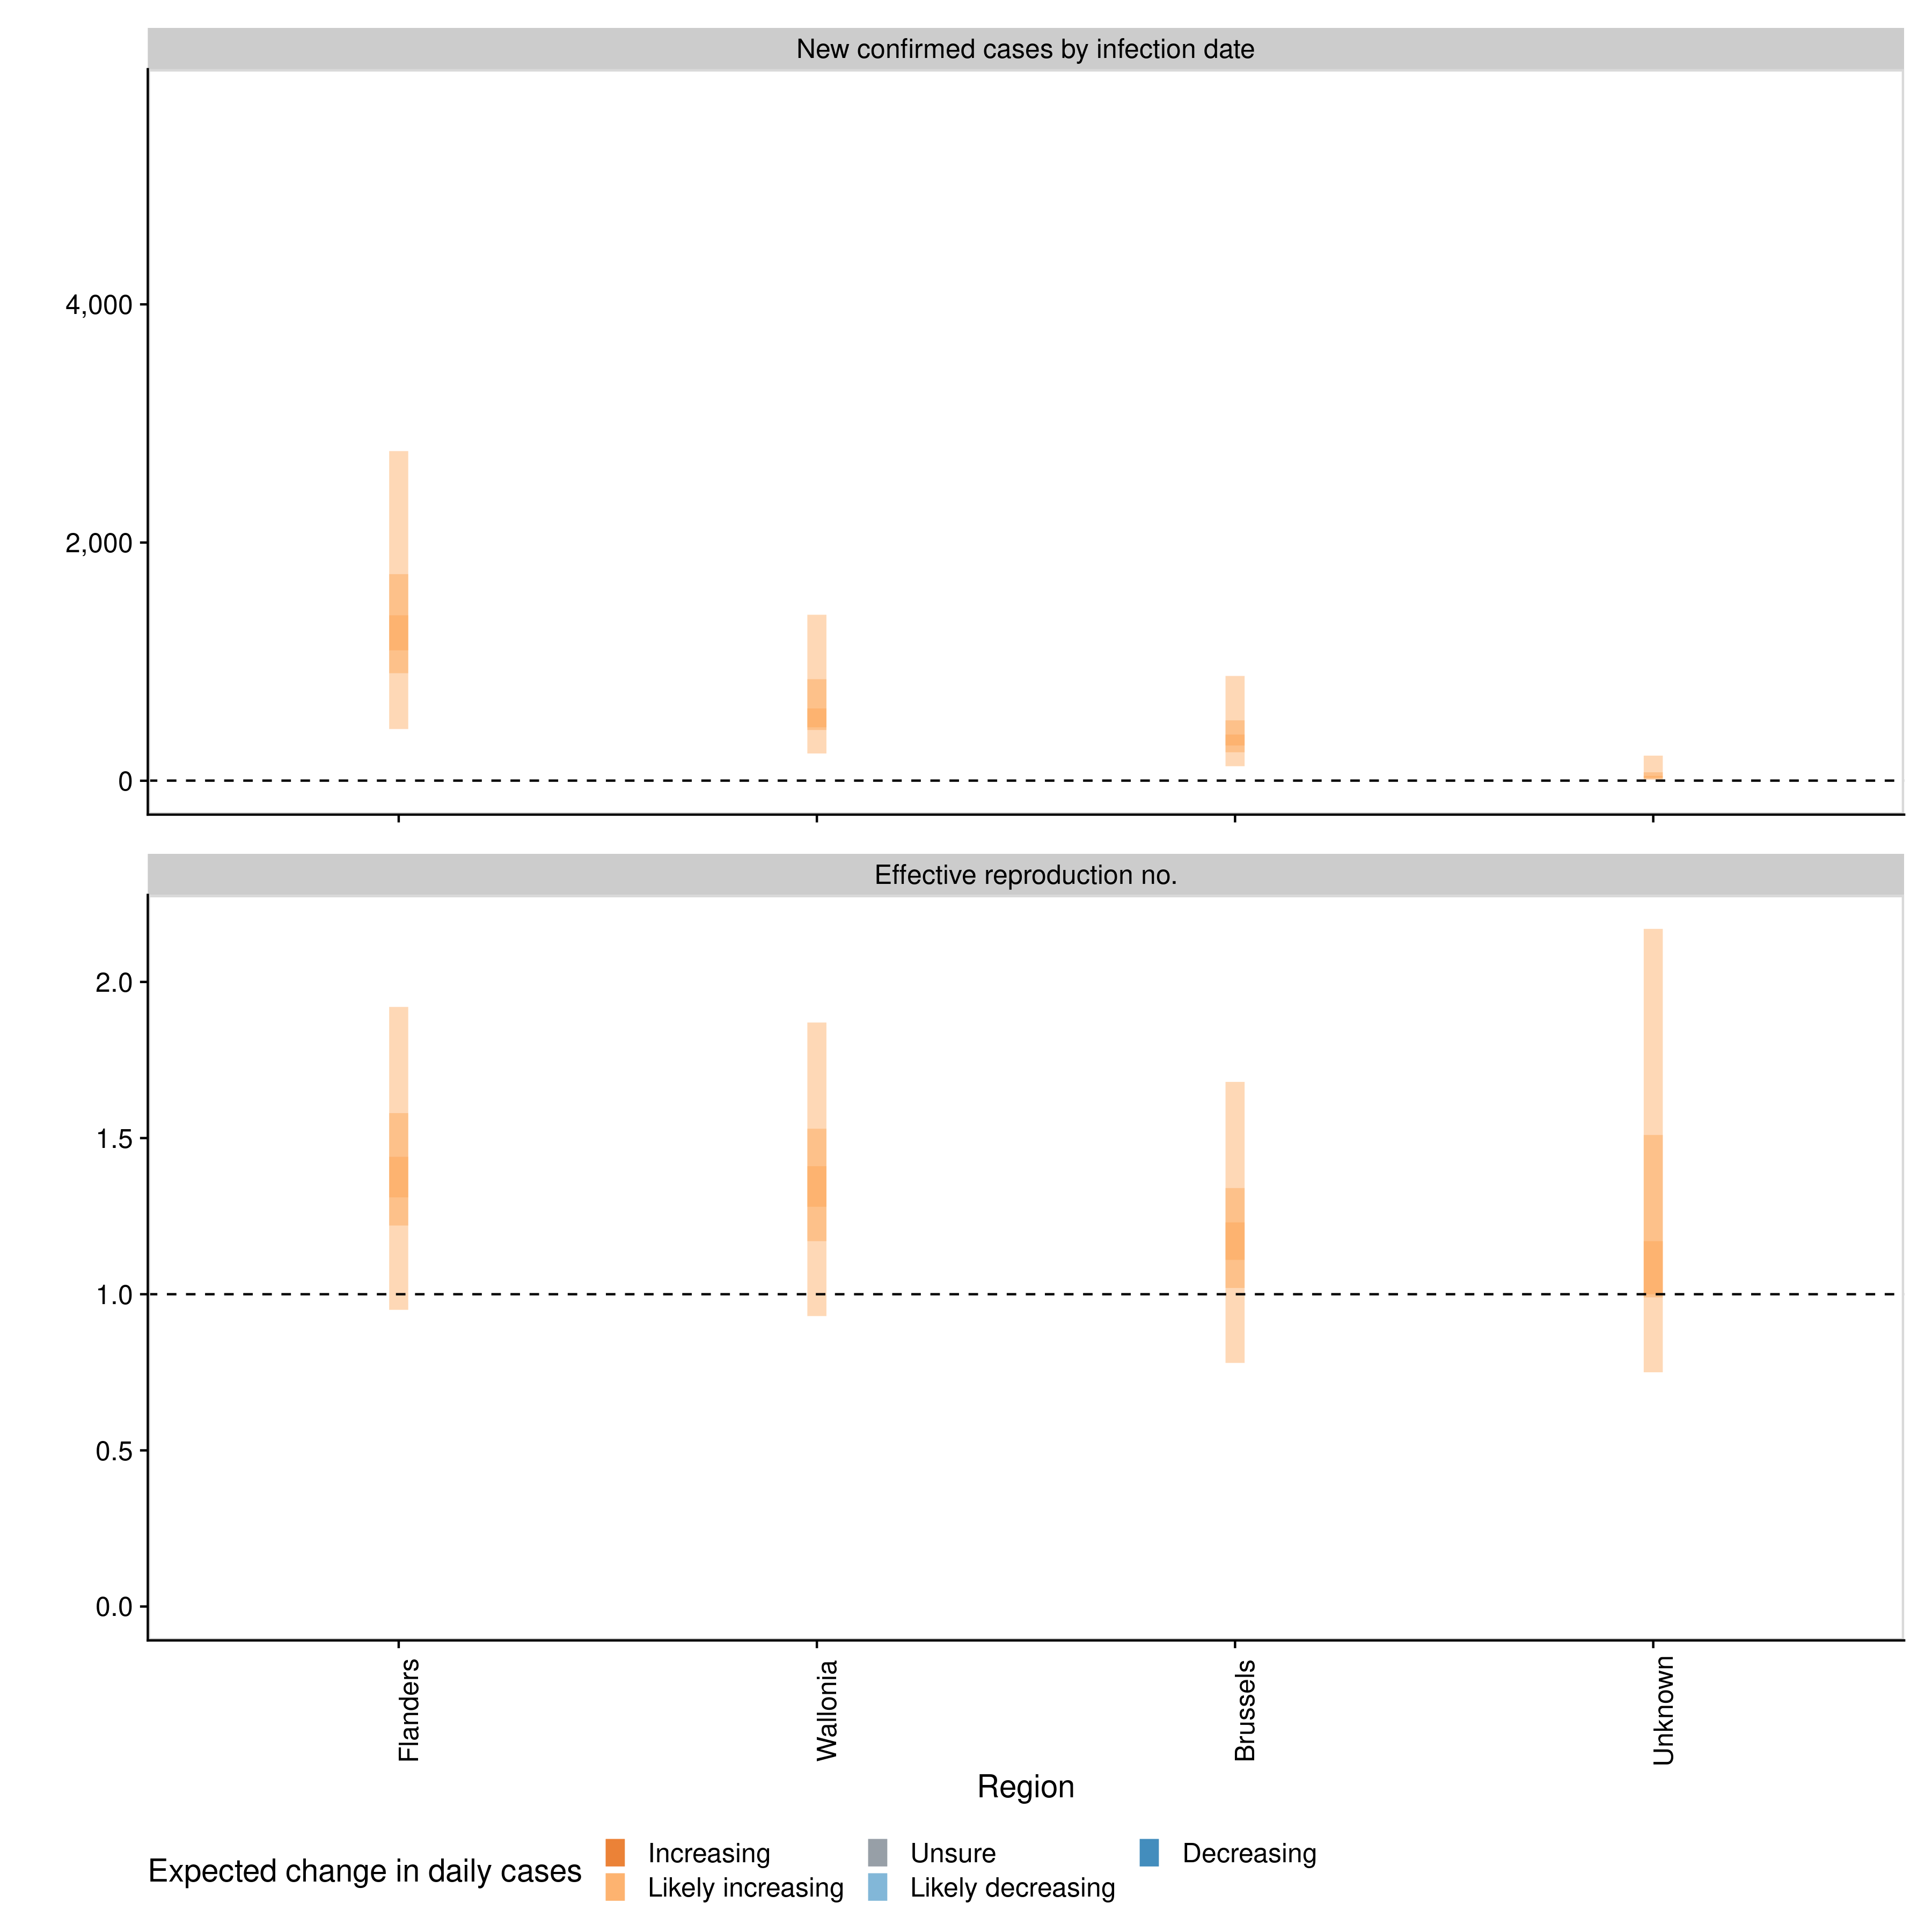 New confirmed cases by infection date
4,000
2,000
0
Effective reproduction no.
2.0
1.5
1.0
0.5
0.0
Flanders
Wallonia
Brussels
Unknown
Region
Expected change in daily cases
Increasing
Unsure
Decreasing
Likely increasing
Likely decreasing